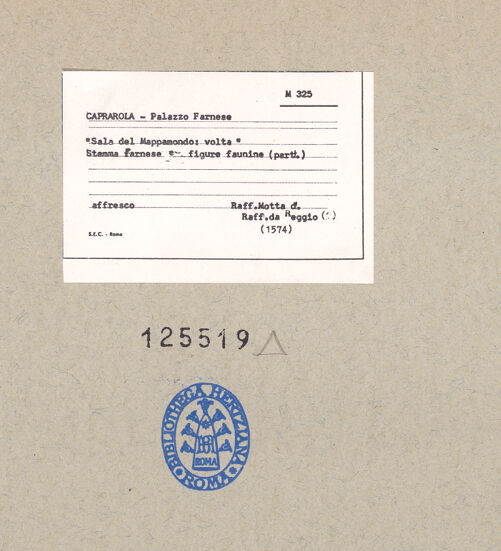 M 325
CAPRAROLA - Palazzo Farnese
"Sala del Mappamondo: volta "
Stemma Farnese figure faunine (part.)
affresco Raff.Motta d.
Raff.da Reggio
(1574)
S.E.C. - Roma
125519
BIBLIOTHECA HERTZIANA
ROMA
ROMA